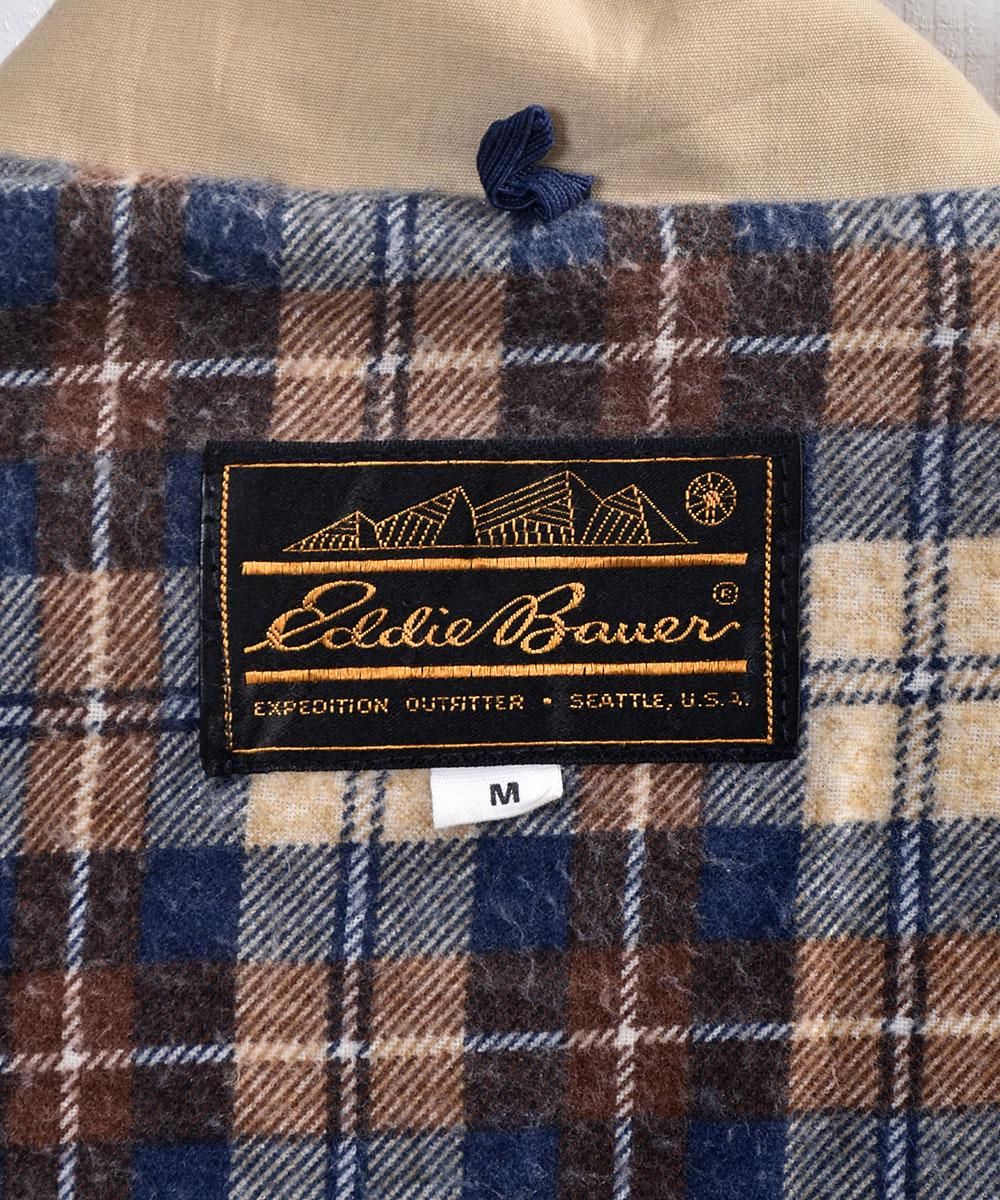 Eddie Bauer ®
EXPEDITION OUTFITTER • SEATTLE, U.S.A.
M